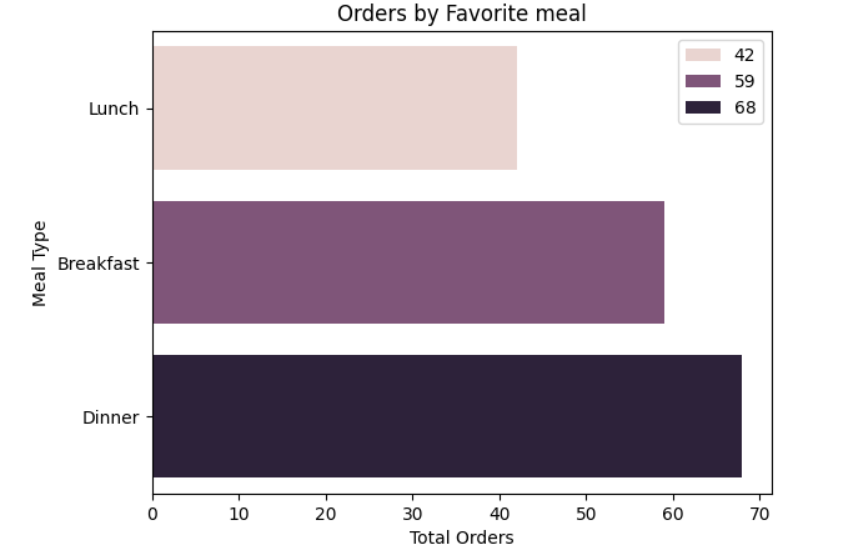 Orders by Favorite meal
42
59
68
Lunch
Breakfast
Dinner
Meal Type
0 10 20 30 40 50 60 70
Total Orders